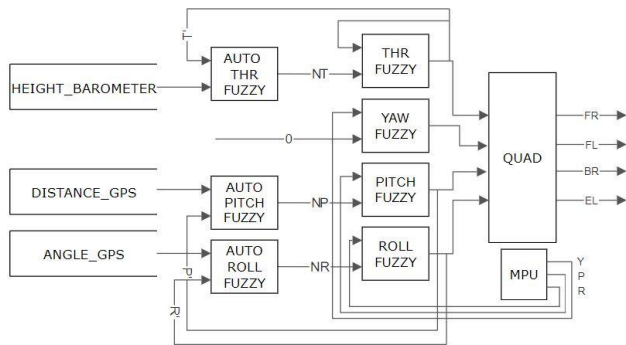 T'
AUTO
THR
FUZZY
NT
THR
FUZZY
HEIGHT_BAROMETER
0
YAW
FUZZY
QUAD
FR
FL
BR
EL
DISTANCE_GPS
AUTO
PITCH
FUZZY
NP
PITCH
FUZZY
ANGLE_GPS
P'
AUTO
ROLL
FUZZY
NR
ROLL
FUZZY
MPU
Y
P
R
R'